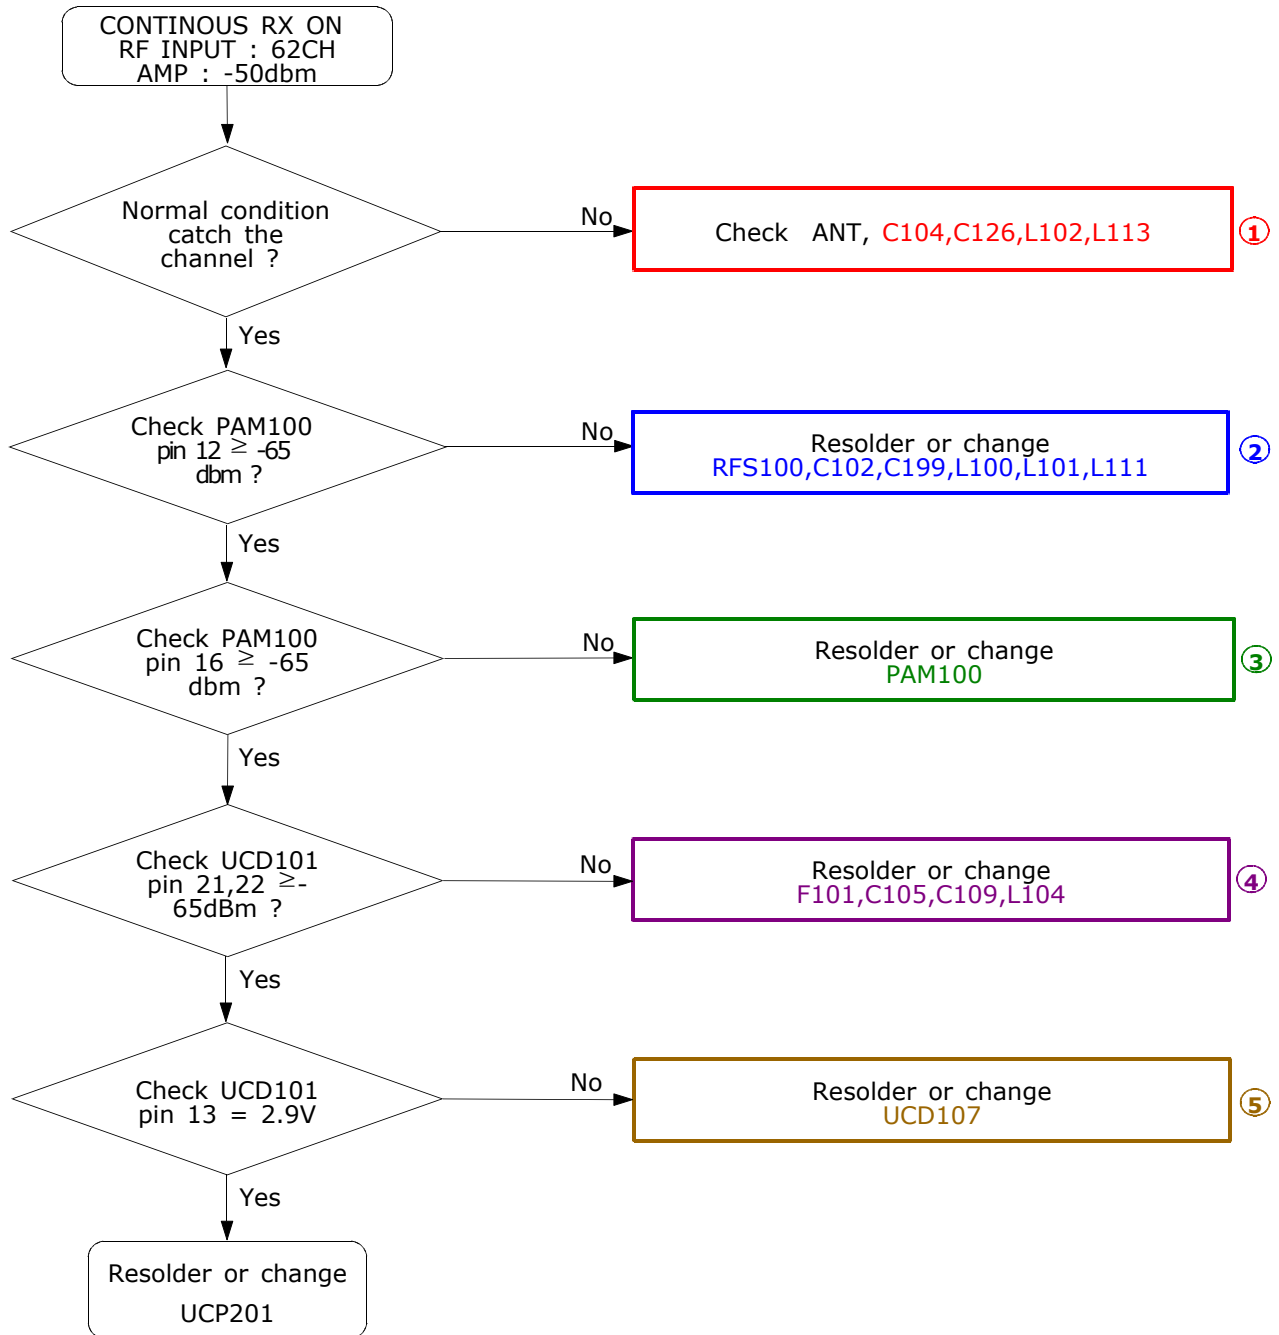 CONTINOUS RX ON
RF INPUT : 62CH
AMP : -50dbm
Normal condition
catch the
channel ?
No
Check ANT, C104,C126,L102,L113
1
Yes
Check PAM100
pin 12 ≥ -65
dbm ?
No
Resolder or change
RFS100,C102,C199,L100,L101,L111
2
Yes
Check PAM100
pin 16 ≥ -65
dbm ?
No
Resolder or change
PAM100
3
Yes
Check UCD101
pin 21,22 ≥-
65dBm ?
No
Resolder or change
F101,C105,C109,L104
4
Yes
Check UCD101
pin 13 = 2.9V
No
Resolder or change
UCD107
5
Yes
Resolder or change
UCP201